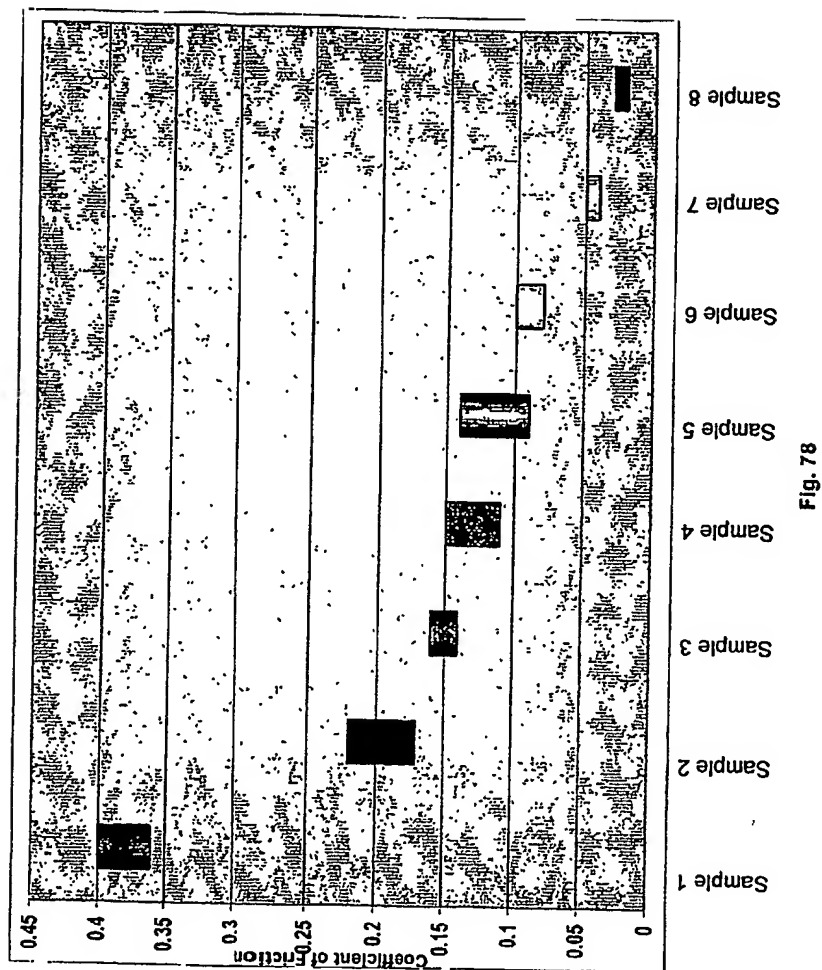 Coefficient of Friction
0.45
0.4
0.35
0.3
0.25
0.2
0.15
0.1
0.05
0
Sample 1
Sample 2
Sample 3
Sample 4
Sample 5
Sample 6
Sample 7
Sample 8
Fig. 78